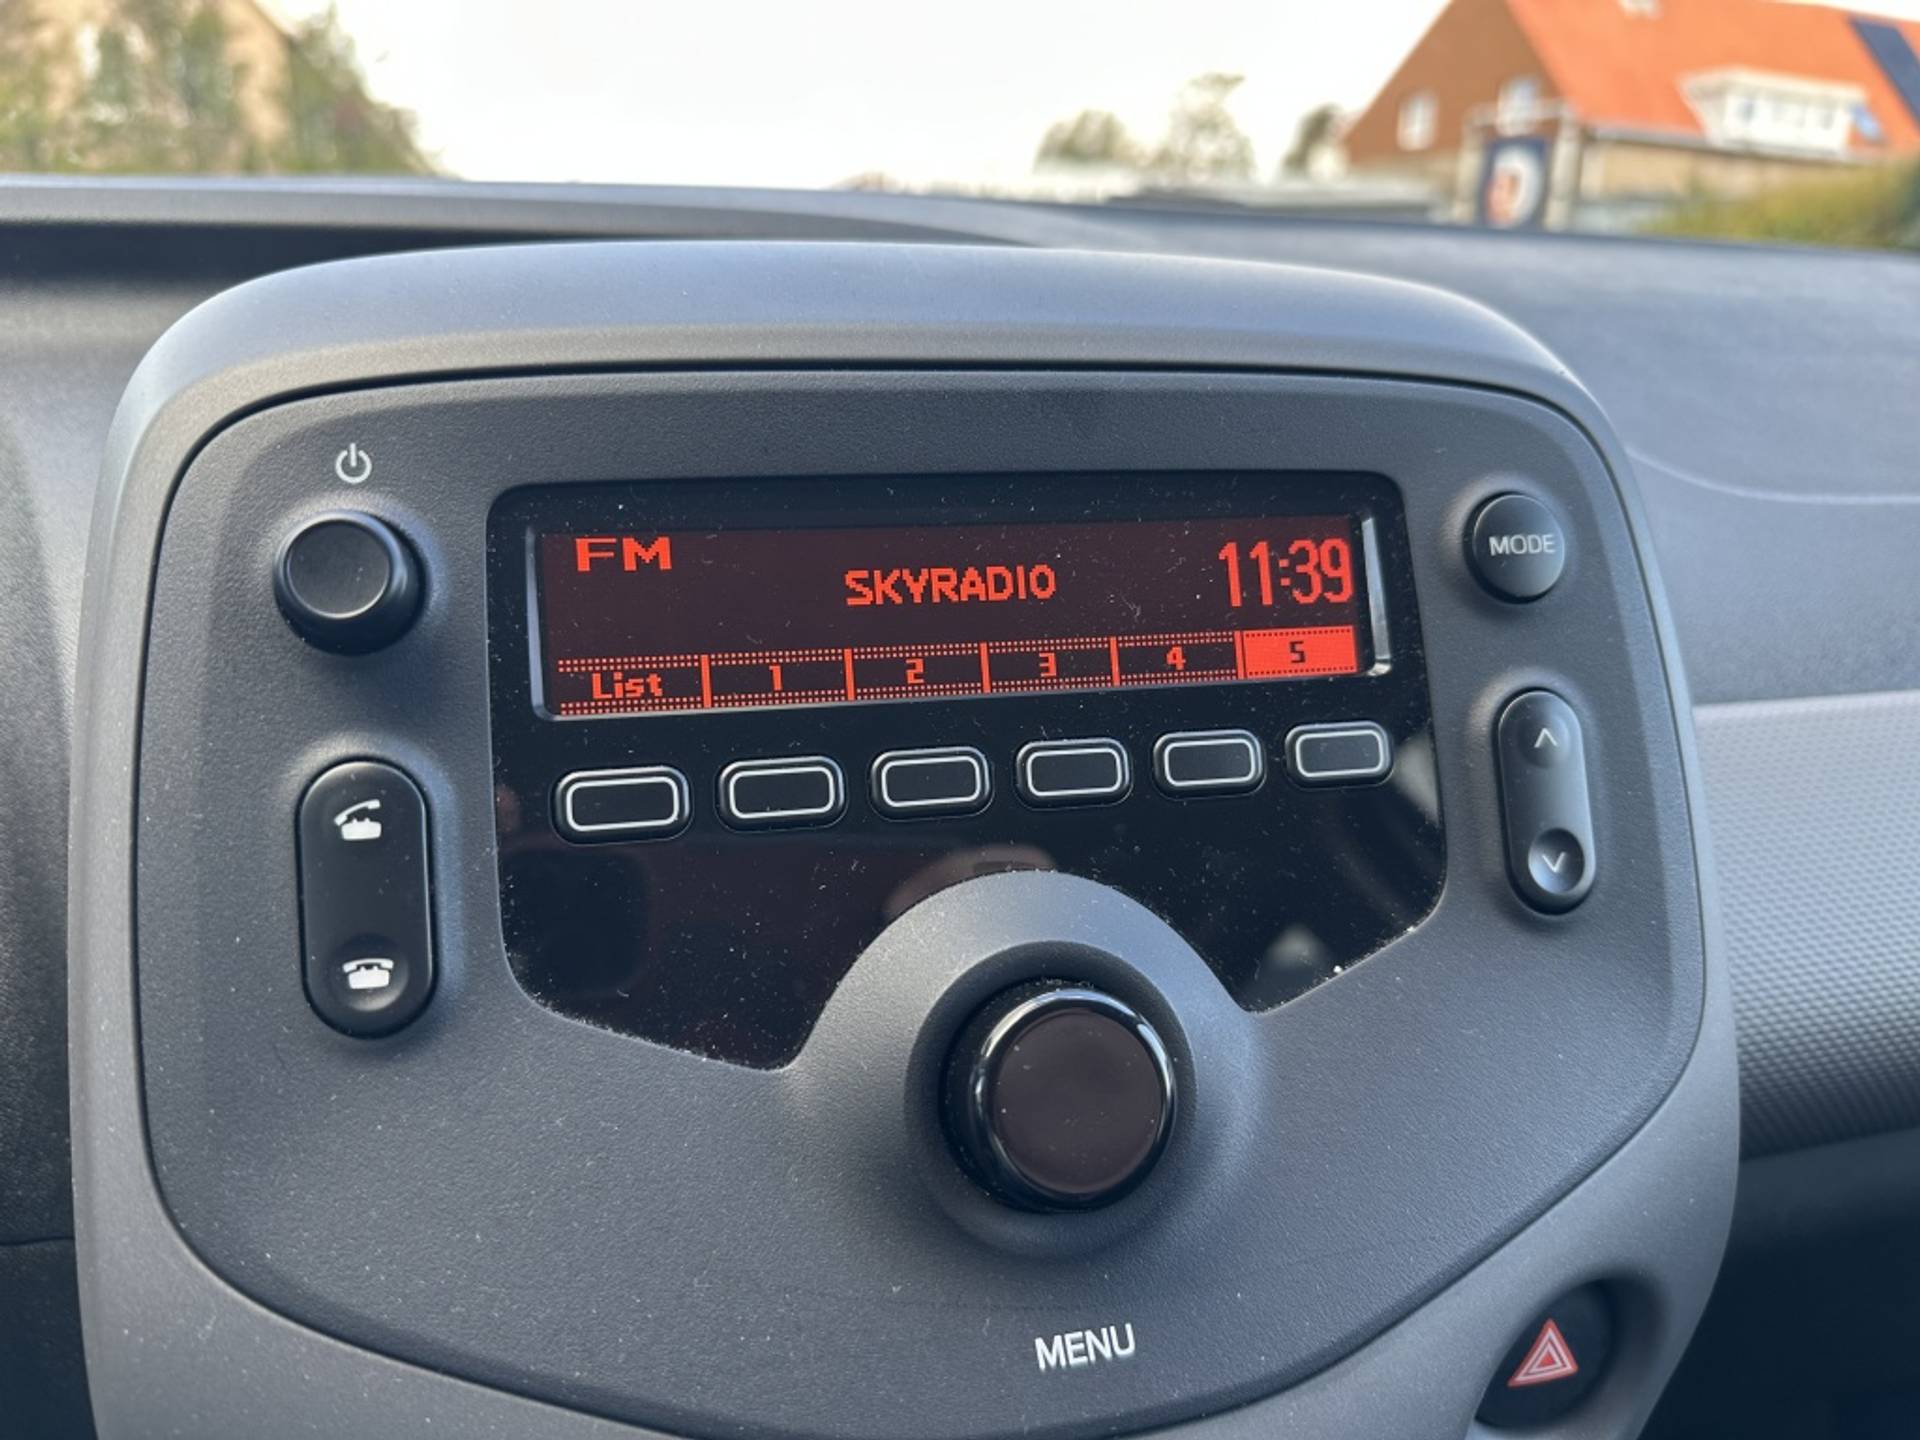 FM
SKYRADIO
11:39
List 1 2 3 4 5
MODE
MENU